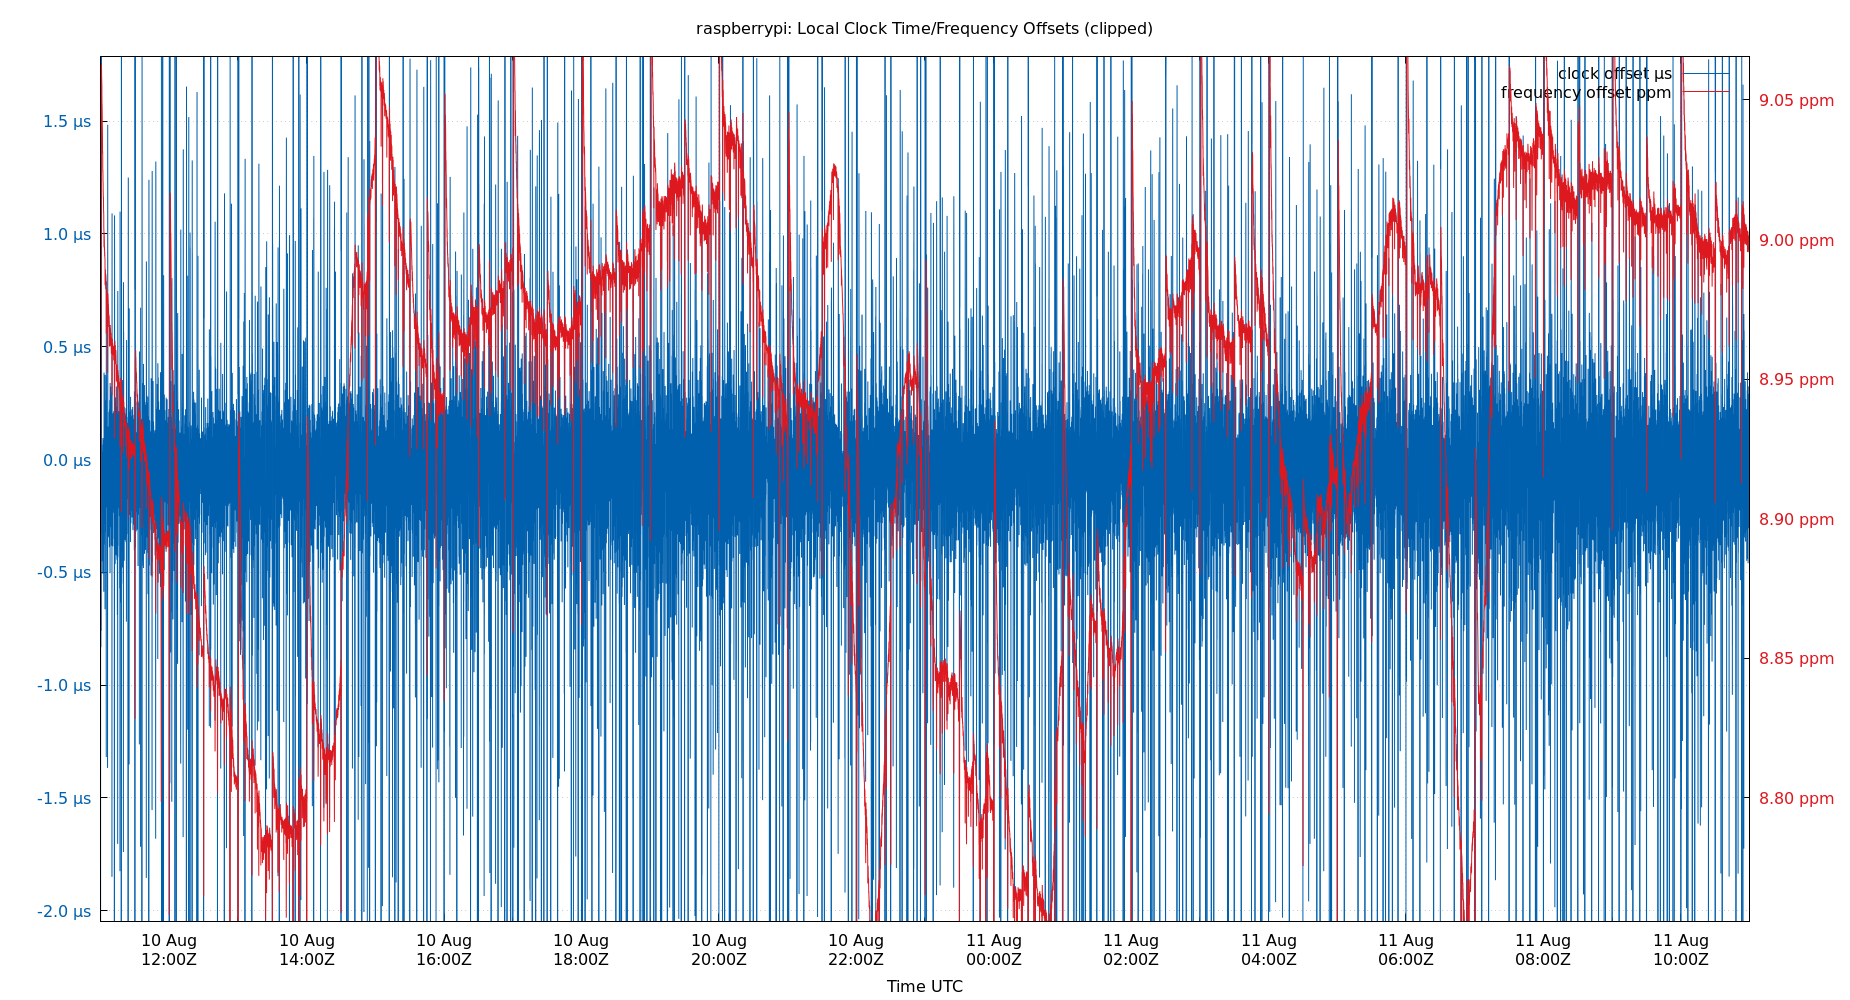 raspberrypi: Local Clock Time/Frequency Offsets (clipped)
clock offset µs
frequency offset ppm
1.5 µs
1.0 µs
0.5 µs
0.0 µs
-0.5 µs
-1.0 µs
-1.5 µs
-2.0 µs
9.05 ppm
9.00 ppm
8.95 ppm
8.90 ppm
8.85 ppm
8.80 ppm
10 Aug 10 Aug 10 Aug 10 Aug 10 Aug 10 Aug 11 Aug 11 Aug 11 Aug 11 Aug 11 Aug 11 Aug
12:00Z 14:00Z 16:00Z 18:00Z 20:00Z 22:00Z 00:00Z 02:00Z 04:00Z 06:00Z 08:00Z 10:00Z
Time UTC